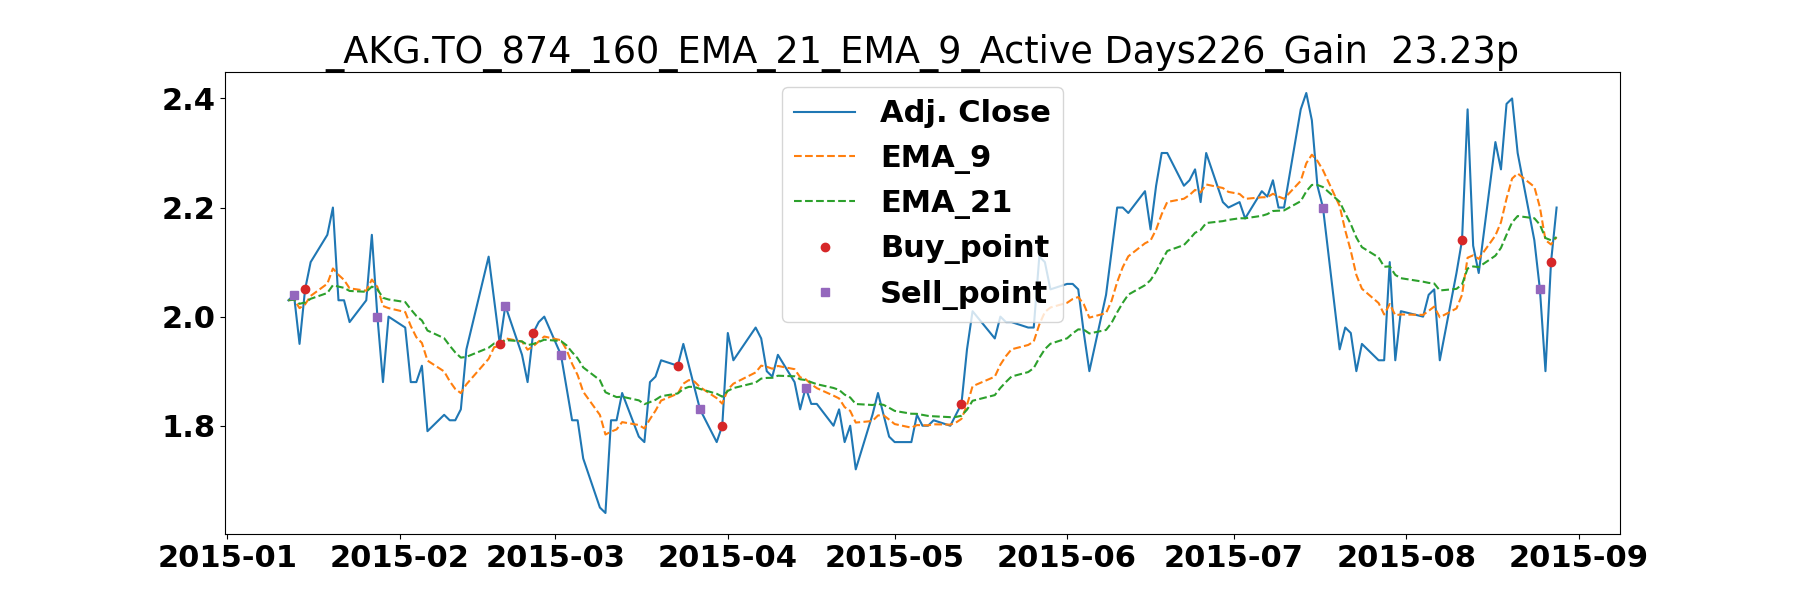 _AKG.TO_874_160_EMA_21_EMA_9_Active Days226_Gain  23.23p
2.4
2.2
2.0
1.8
Adj. Close
EMA_9
EMA_21
Buy_point
Sell_point
2015-01 2015-02 2015-03 2015-04 2015-05 2015-06 2015-07 2015-08 2015-09